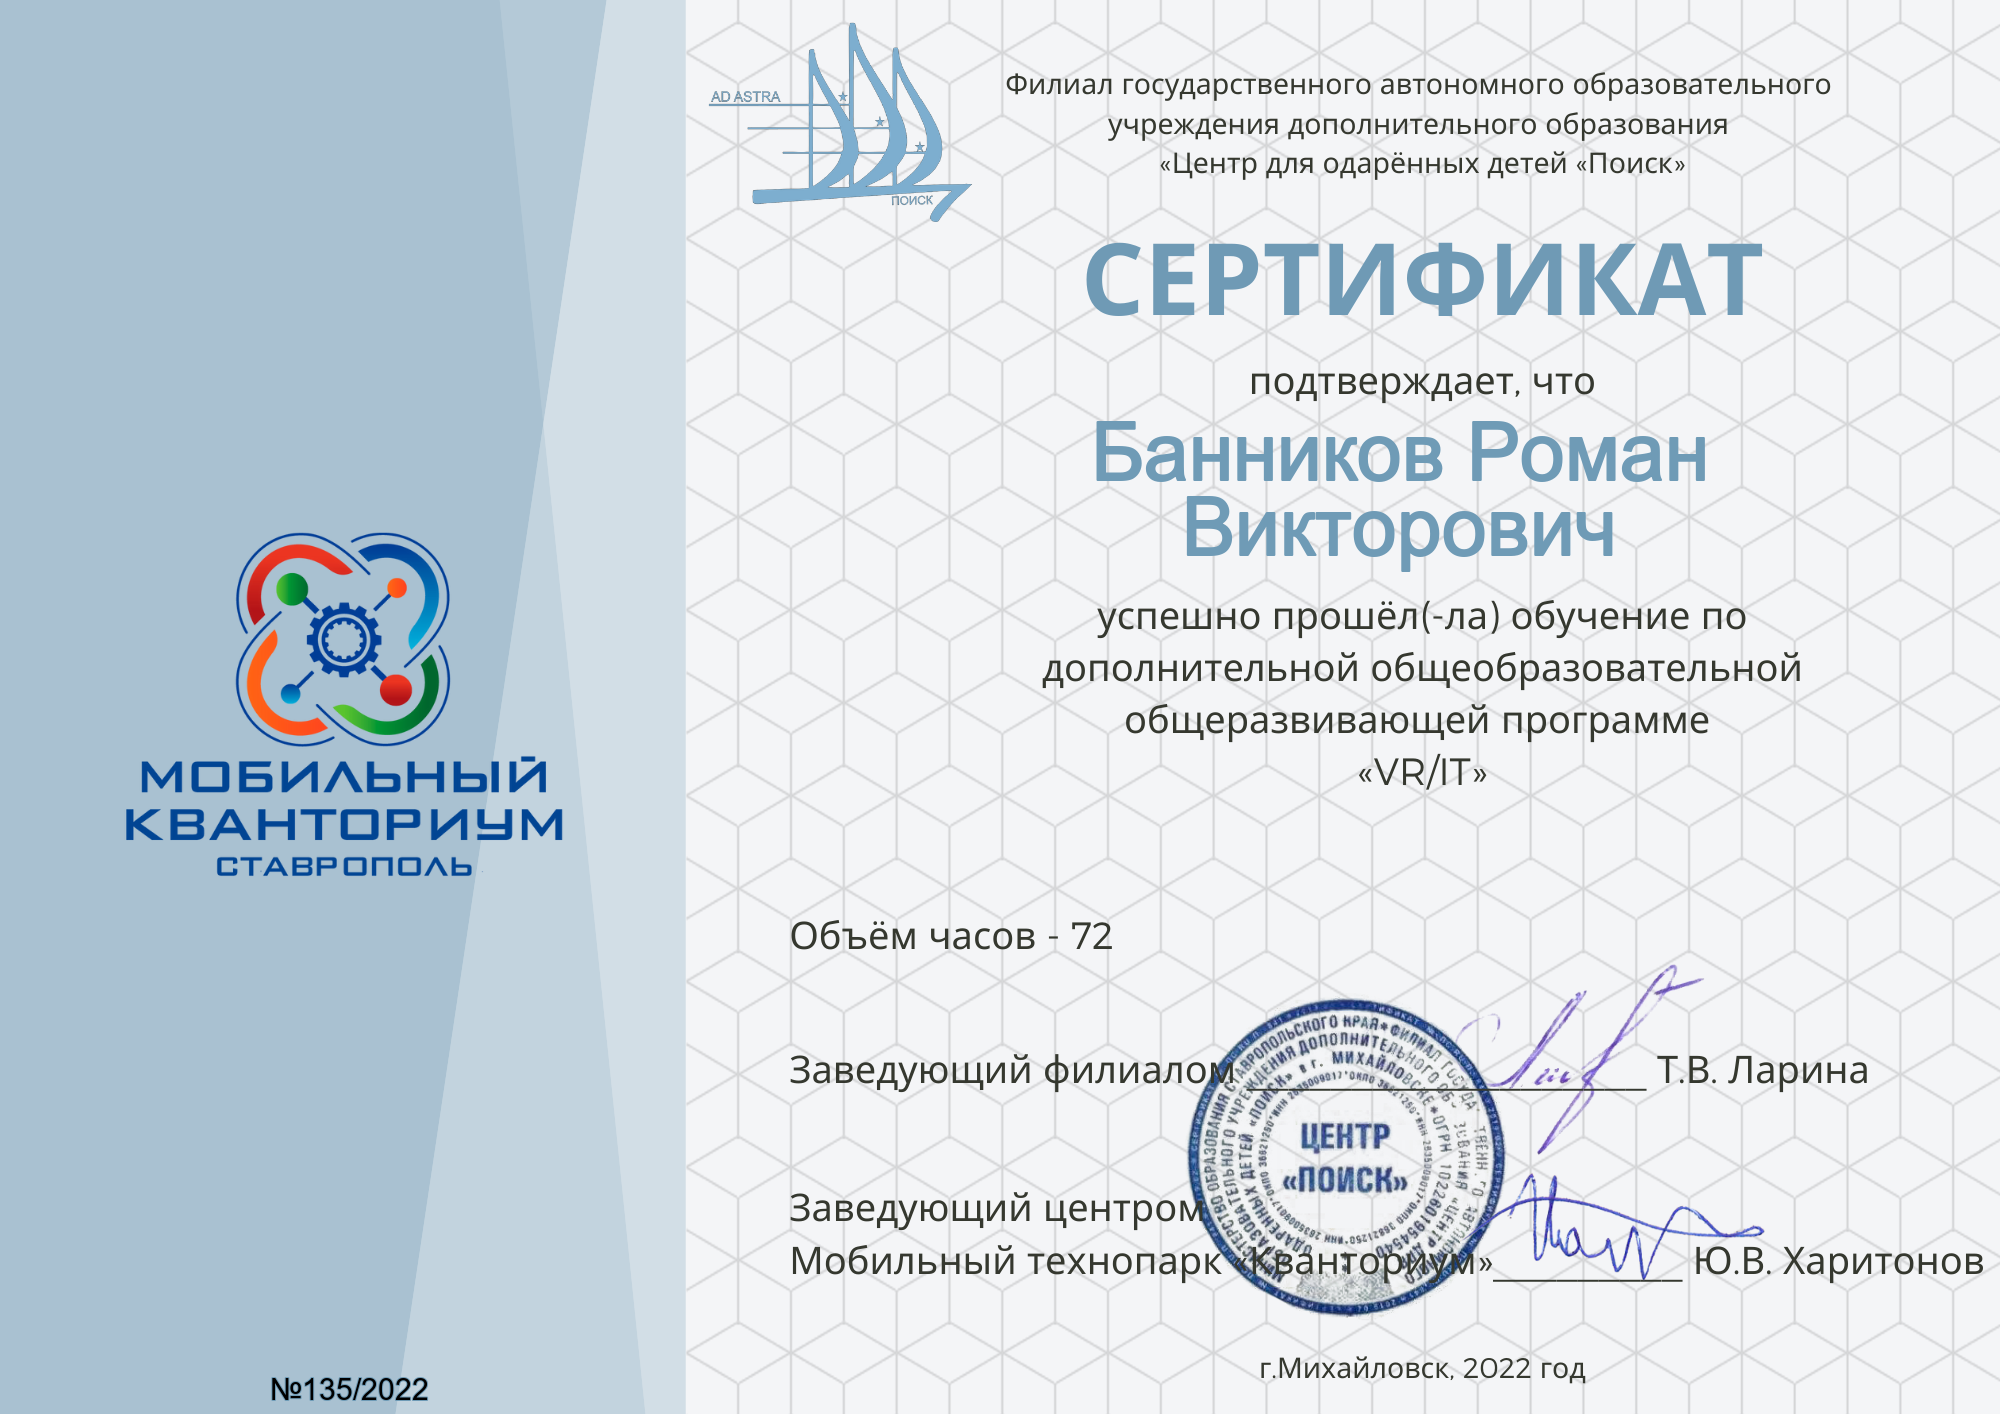 AD ASTRA
ПОИСК
Филиал государственного автономного образовательного
учреждения дополнительного образования
«Центр для одарённых детей «Поиск»
СЕРТИФИКАТ
подтверждает, что
Банников Роман
Викторович
успешно прошёл(-ла) обучение по
дополнительной общеобразовательной
общеразвивающей программе
«VR/IT»
МОБИЛЬНЫЙ
КВАНТОРИУМ
СТАВРОПОЛЬ
Объём часов - 72
Заведующий филиалом ____________________ Т.В. Ларина
ЦЕНТР
«ПОИСК»
Заведующий центром
Мобильный технопарк «Кванториум»__________ Ю.В. Харитонов
г.Михайловск, 2022 год
№135/2022